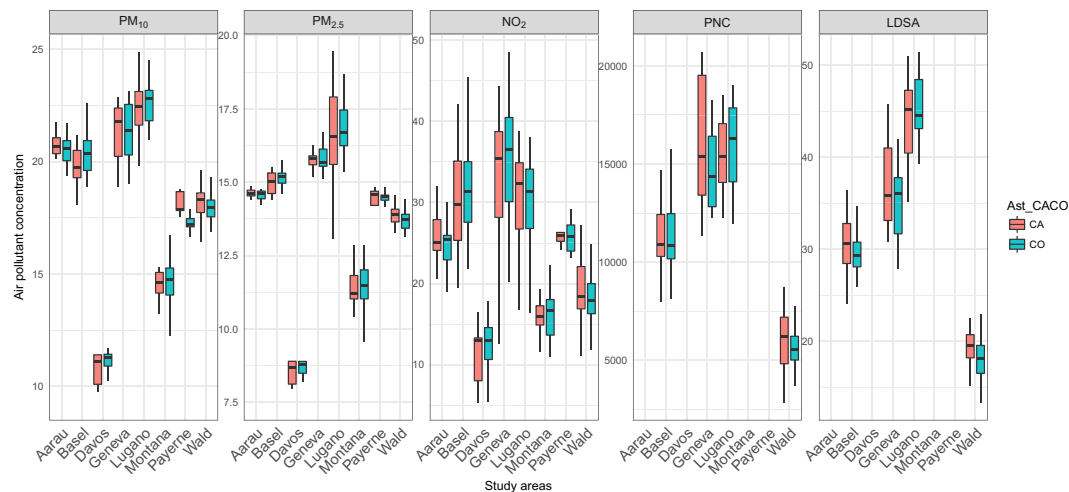 PM10
PM2.5
NO2
PNC
LDSA
Air pollutant concentration
25
20
15
10
20.0
17.5
15.0
12.5
10.0
7.5
50
40
30
20
10
20000
15000
10000
5000
50
40
30
20
Aarau
Basel
Davos
Geneva
Lugano
Montana
Payerne
Wald
Aarau
Basel
Davos
Geneva
Lugano
Montana
Payerne
Wald
Aarau
Basel
Davos
Geneva
Lugano
Montana
Payerne
Wald
Aarau
Basel
Davos
Geneva
Lugano
Montana
Payerne
Wald
Aarau
Basel
Davos
Geneva
Lugano
Montana
Payerne
Wald
Study areas
Ast_CACO
CA
CO